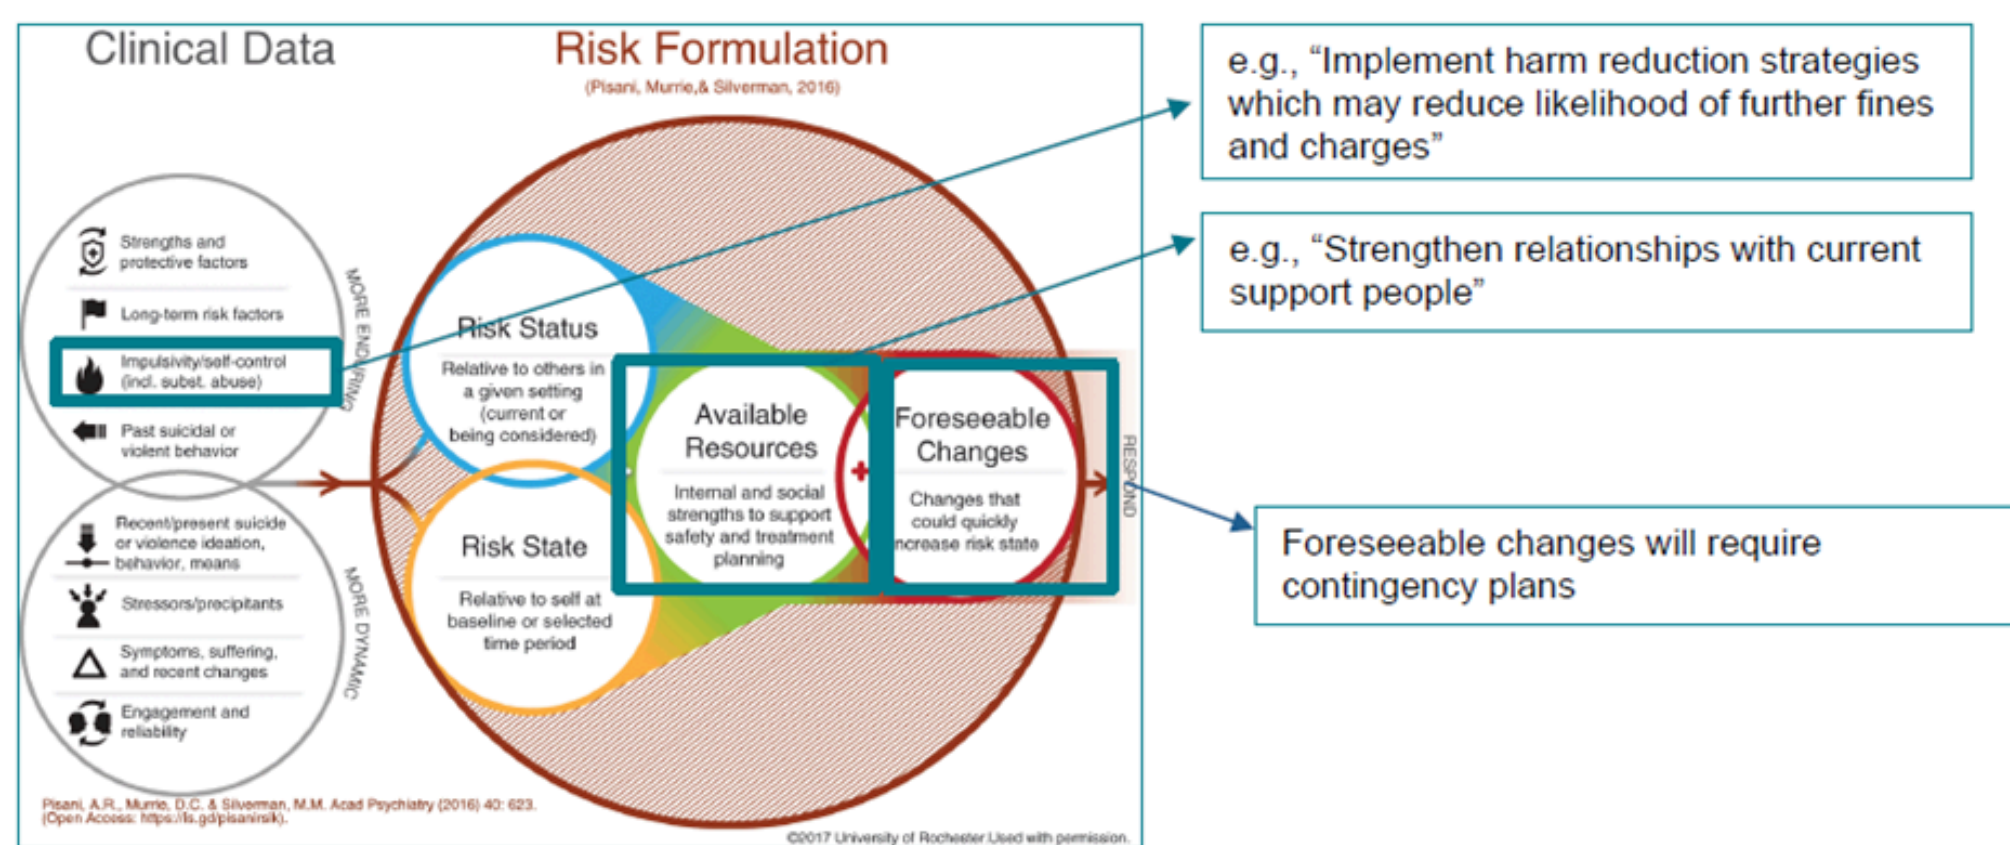 Clinical Data
Risk Formulation
(Pisani, Murrie,& Silverman, 2016)
Strengths and
protective factors
Long-term risk factors
Impulsivity/self-control
(incl. subst. abuse)
Past suicidal or
violent behavior
MORE ENDURING
Recent/present suicide
or violence ideation,
behavior, means
Stressors/precipitants
Symptoms, suffering,
and recent changes
Engagement and
reliability
MORE DYNAMIC
Risk Status
Relative to others in
a given setting
(current or
being considered)
Risk State
Relative to self at
baseline or selected
time period
Available
Resources
Internal and social
strengths to support
safety and treatment
planning
+
Foreseeable
Changes
Changes that
could quickly
ncrease risk state
RESPOND
e.g., “Implement harm reduction strategies
which may reduce likelihood of further fines
and charges”
e.g., “Strengthen relationships with current
support people”
Foreseeable changes will require
contingency plans
Pisani, A.R., Murrie, D.C. & Silverman, M.M. Acad Psychiatry (2016) 40: 623.
(Open Access: https://ls.gd/pisanirsik).
©2017 University of Rochester.Used with permission.